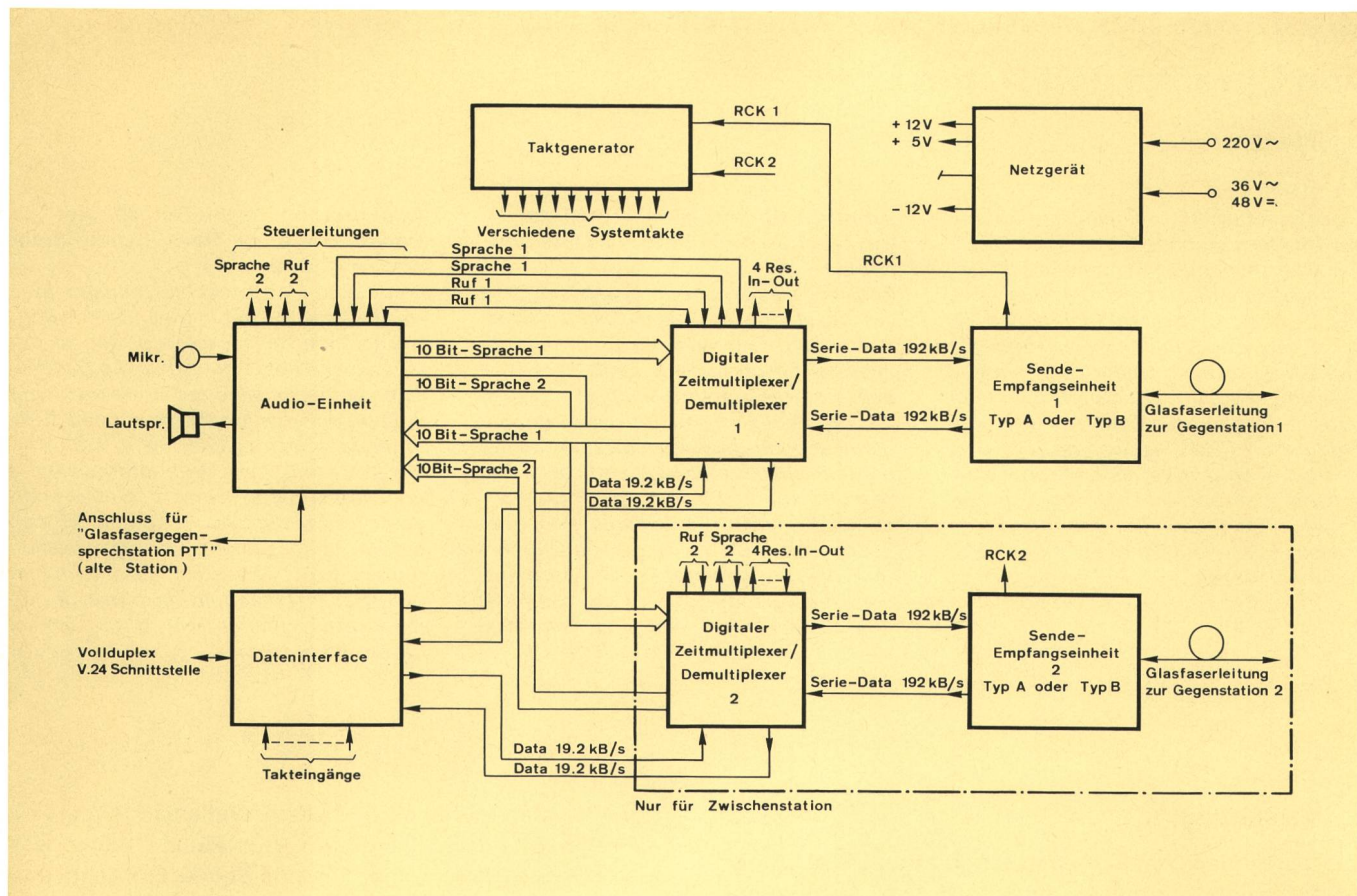 RCK 1
Taktgenerator
RCK2
Verschiedene Systemtakte
+ 12V
+ 5V
- 12V
Netzgerät
220V~
36V~
48V=.
Steuerleitungen
Sprache
2
Ruf
2
Sprache 1
Sprache 1
Ruf 1
Ruf 1
4 Res.
In-Out
RCK1
Mikr.
Lautspr.
Audio-Einheit
10 Bit-Sprache 1
10 Bit-Sprache 2
10 Bit-Sprache 1
10Bit-Sprache 2
Digitaler
Zeitmultiplexer/
Demultiplexer
1
Serie-Data 192kB/s
Serie-Data 192kB/s
Sende-
Empfangseinheit
1
Typ A oder Typ B
Glasfaserleitung
zur Gegenstation 1
Data 19.2 kB/s
Data 19.2 kB/s
Anschluss für
"Glasfasergegen-
sprechstation PTT"
(alte Station)
Ruf Sprache
2 2
4Res. In-Out
RCK2
Vollduplex
V.24 Schnittstelle
Dateninterface
Takteingänge
Digitaler
Zeitmultiplexer/
Demultiplexer
2
Serie-Data 192kB/s
Serie-Data 192kB/s
Sende-
Empfangseinheit
2
Typ A oder Typ B
Glasfaserleitung
zur Gegenstation 2
Data 19.2 kB/s
Data 19.2 kB/s
Nur für Zwischenstation